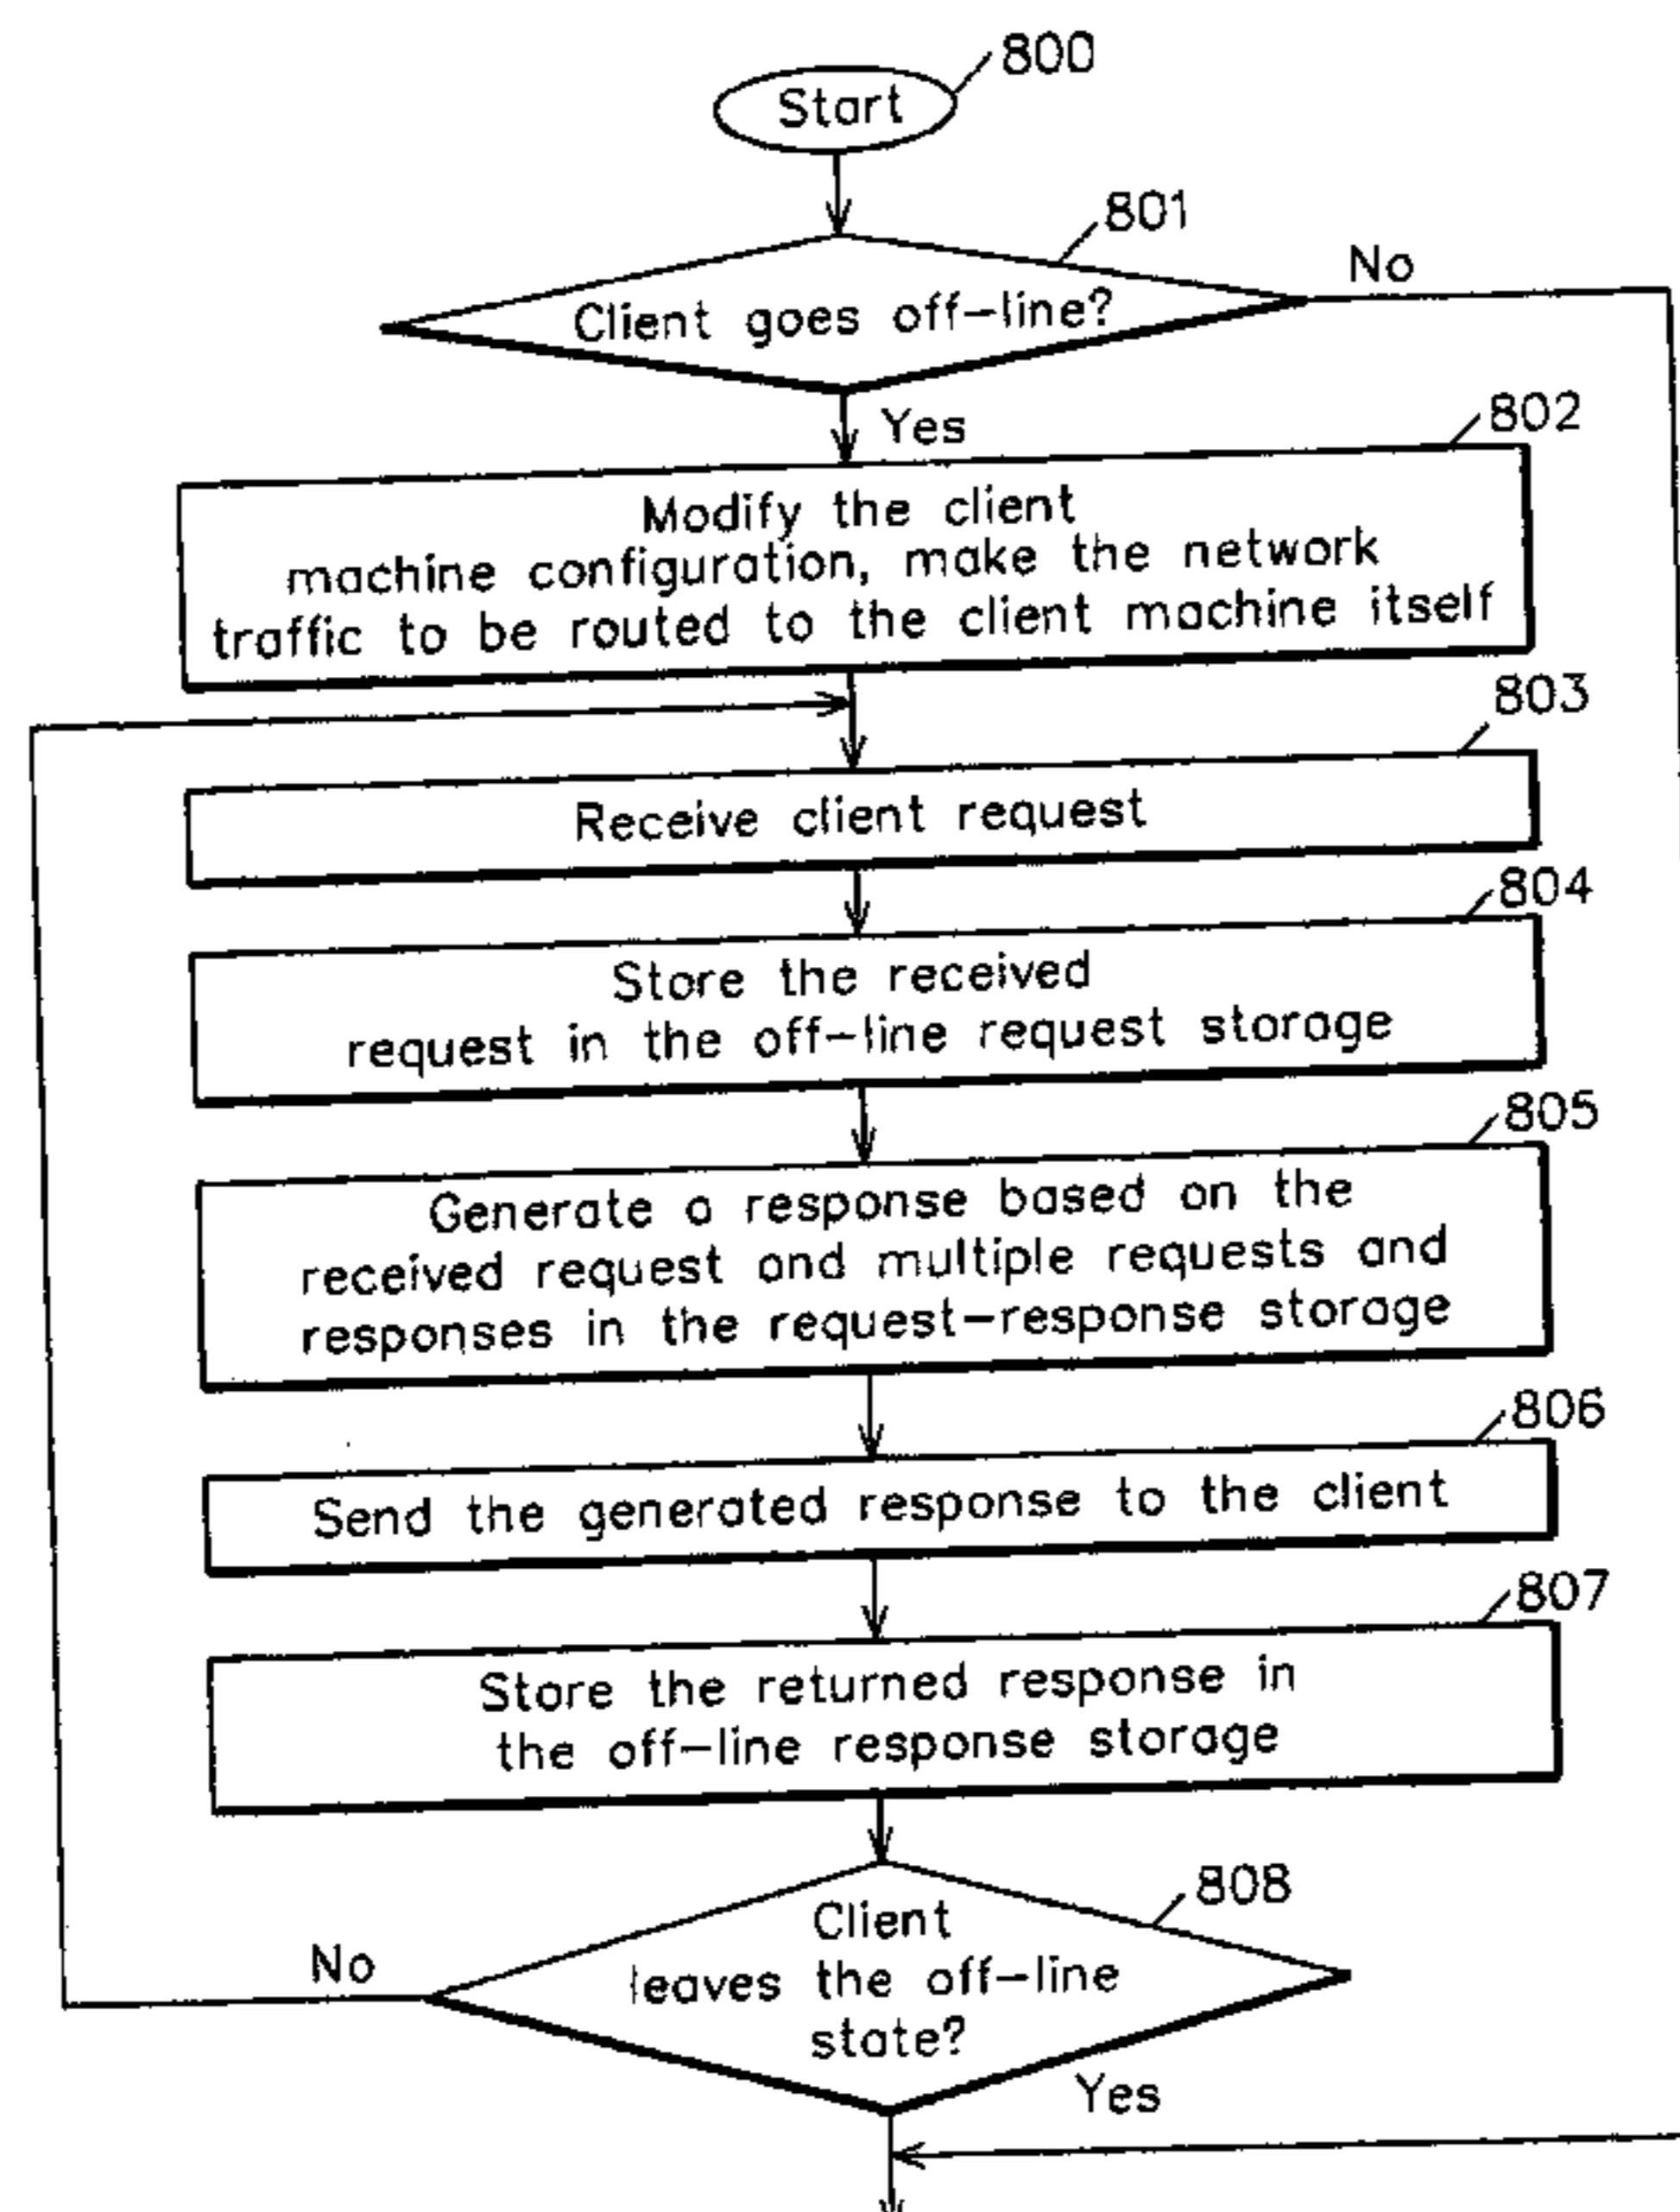 800
Start
801
Client goes off-line?
No
Yes
802
Modify the client
machine configuration, make the network
traffic to be routed to the client machine itself
803
Receive client request
804
Store the received
request in the off-line request storage
805
Generate a response based on the
received request and multiple requests and
responses in the request-response storage
806
Send the generated response to the client
807
Store the returned response in
the off-line response storage
808
Client
leaves the off-line
state?
No
Yes